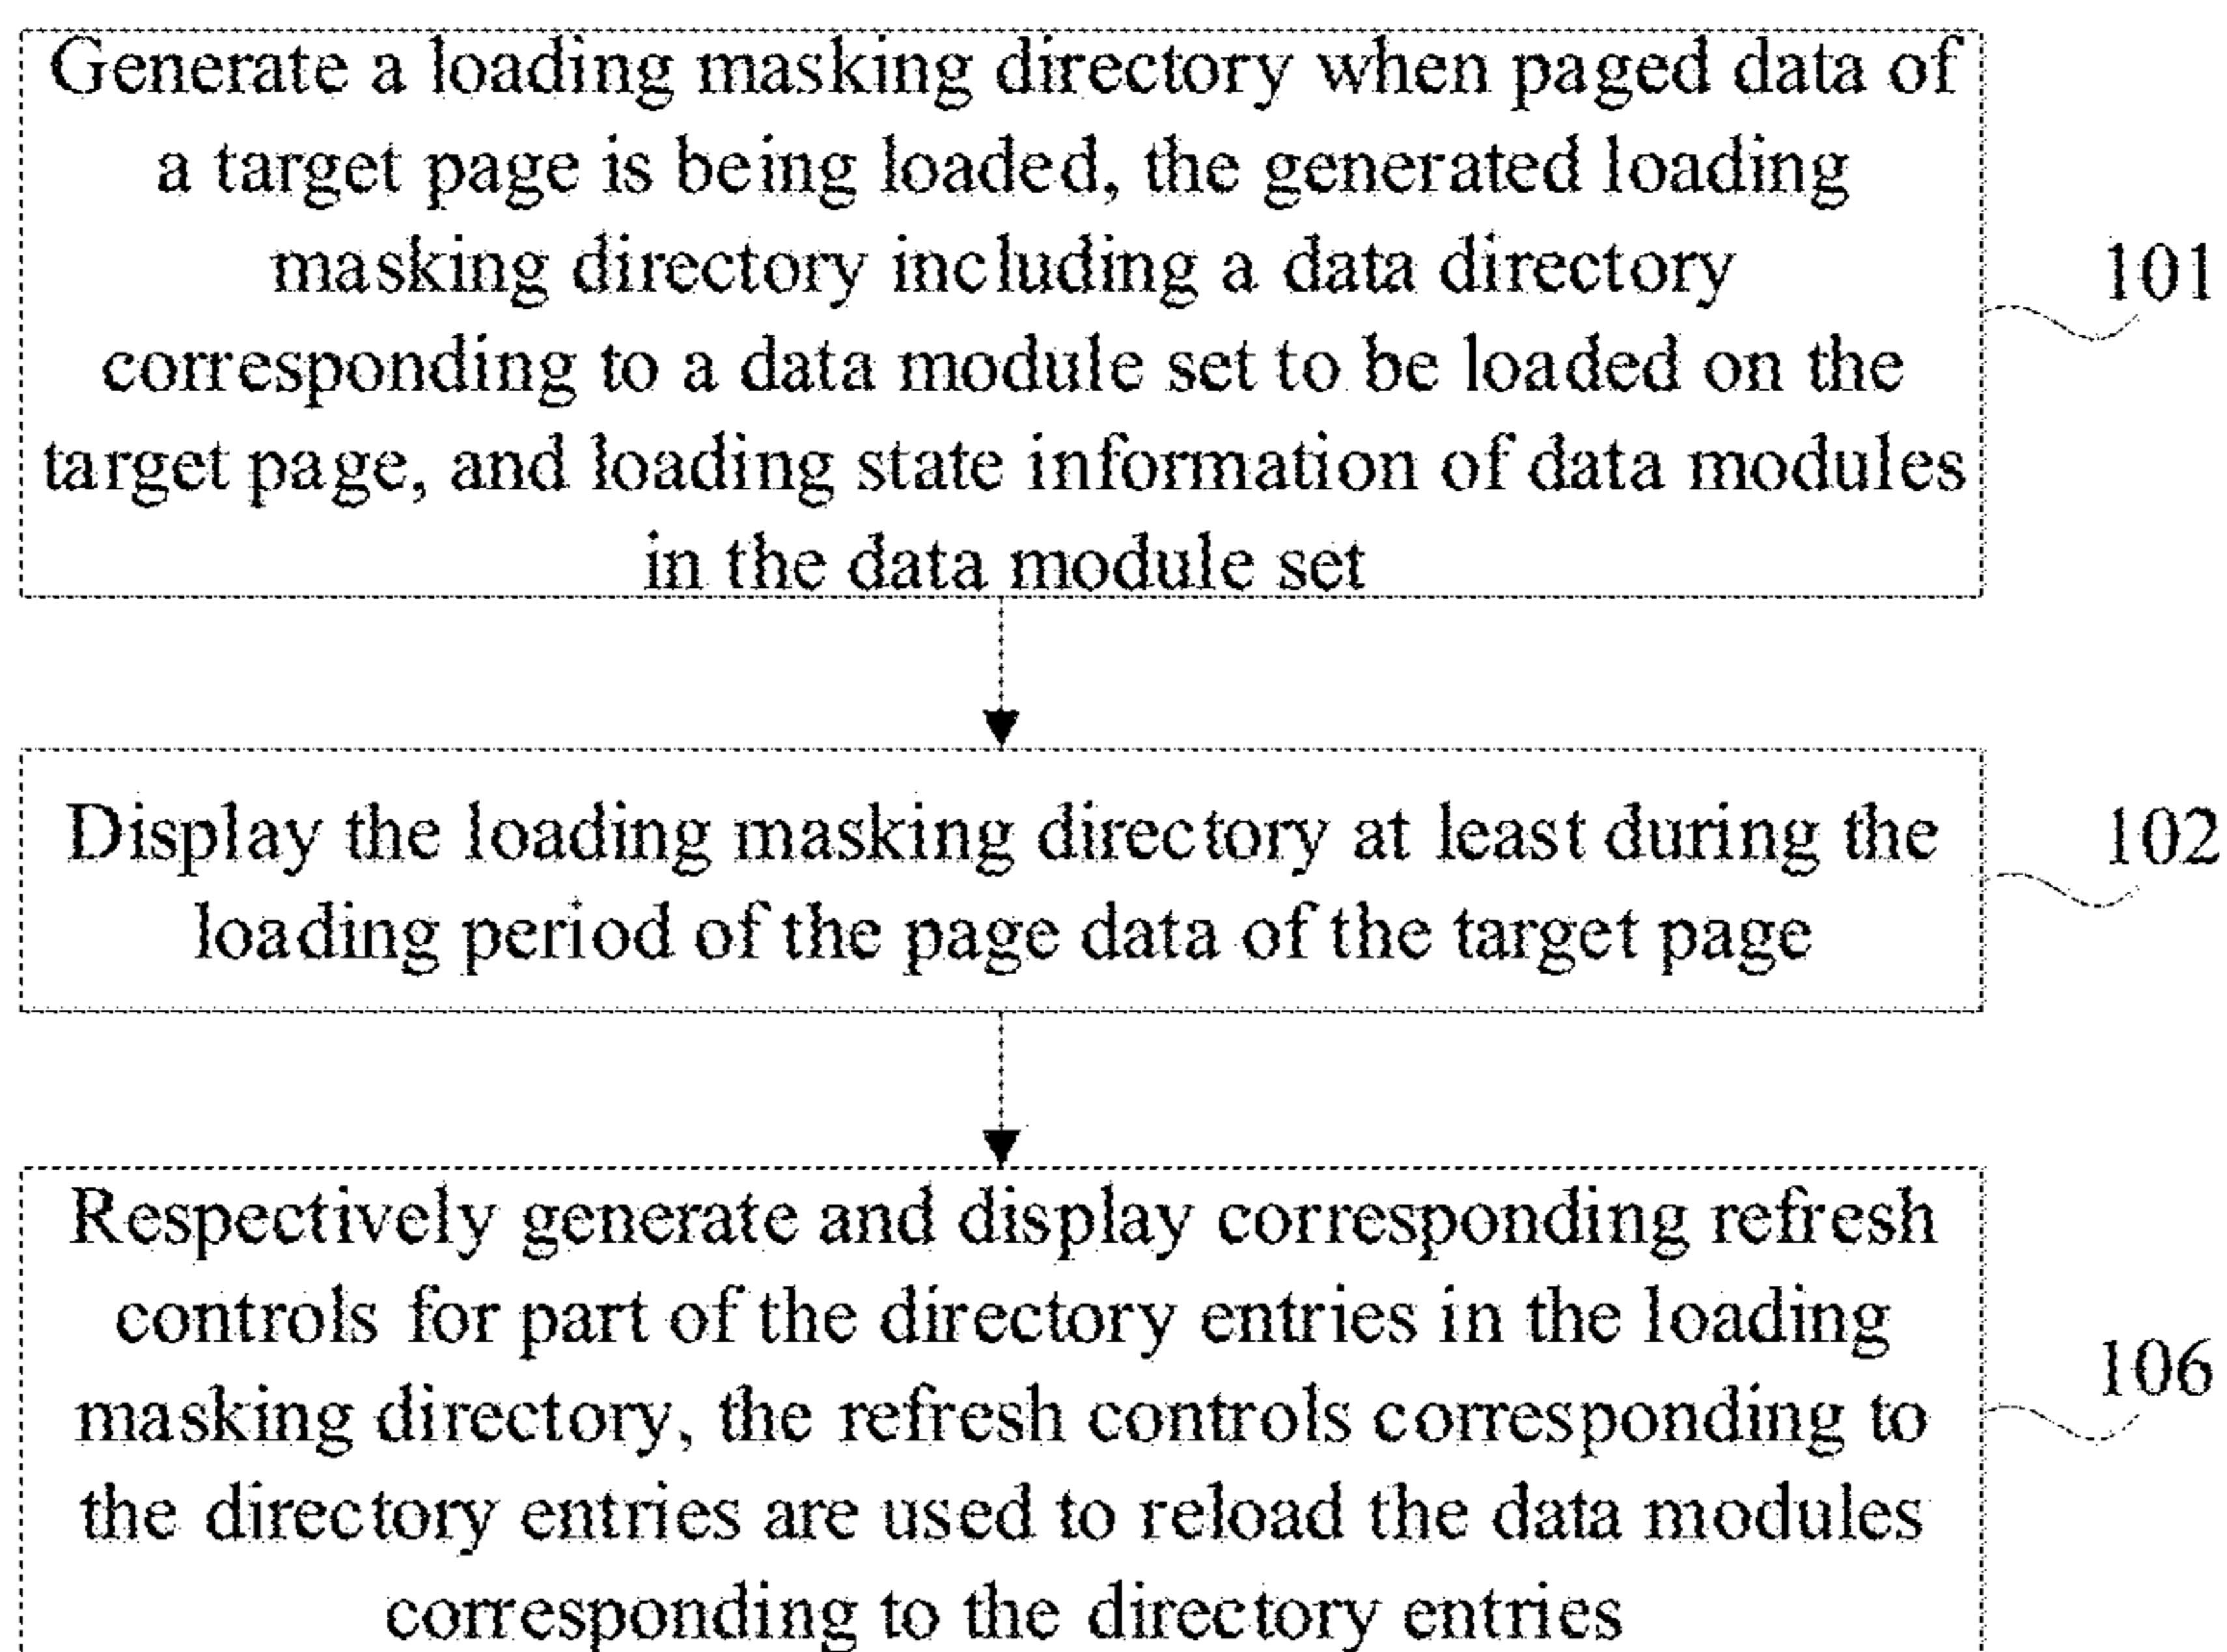 Generate a loading masking directory when paged data of
a target page is being loaded, the generated loading
masking directory including a data directory
corresponding to a data module set to be loaded on the
target page, and loading state information of data modules
in the data module set
101
Display the loading masking directory at least during the
loading period of the page data of the target page
102
Respectively generate and display corresponding refresh
controls for part of the directory entries in the loading
masking directory, the refresh controls corresponding to
the directory entries are used to reload the data modules
corresponding to the directory entries
106